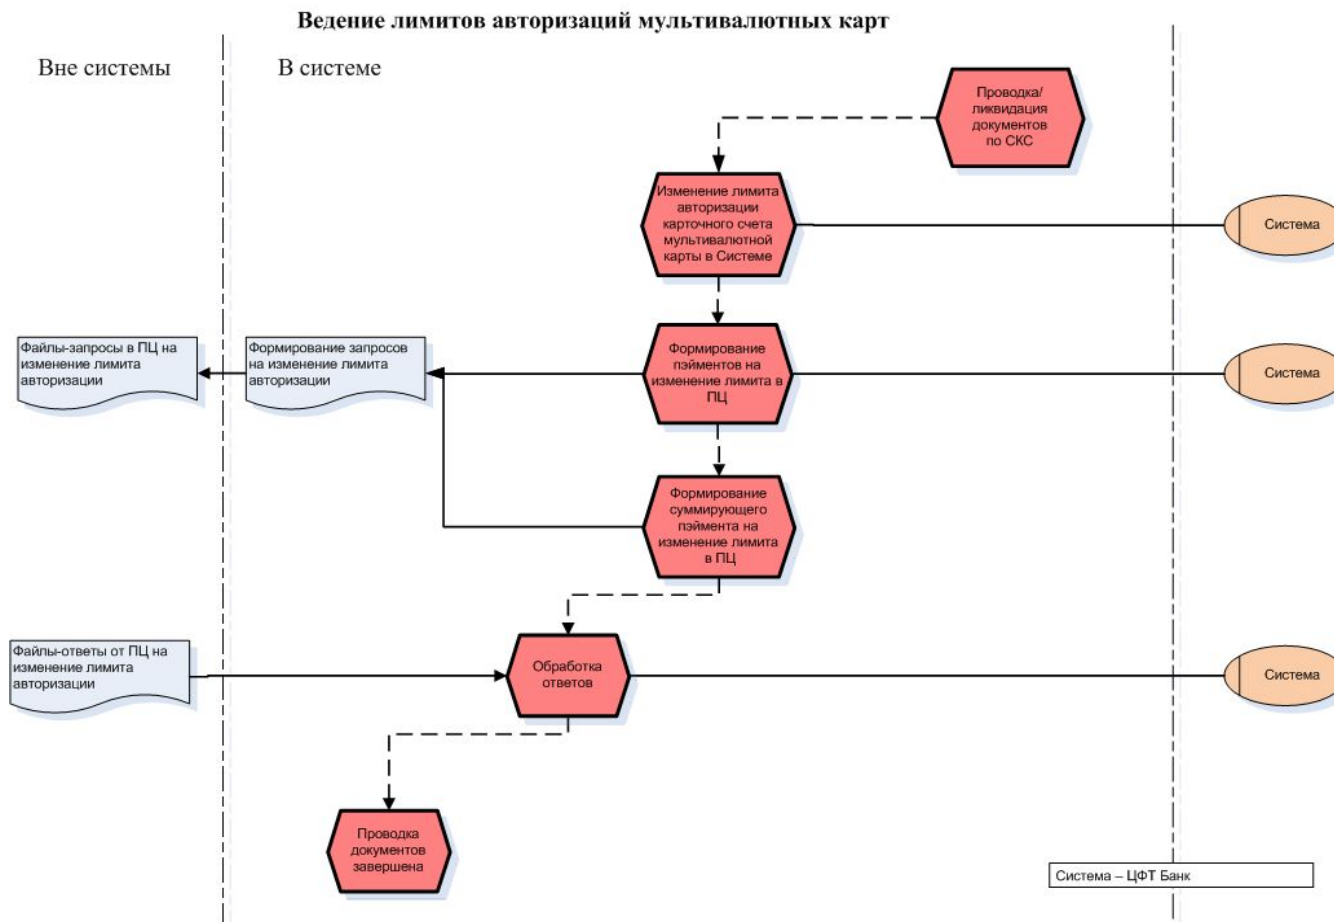 Ведение лимитов авторизаций мультивалютных карт
Вне системы
В системе
Проводка/
ликвидация
документов
по СКС
Изменение лимита
авторизации
карточного счета
мультивалютной
карты в Системе
Система
Файлы-запросы в ПЦ на
изменение лимита
авторизации
Формирование запросов
на изменение лимита
авторизации
Формирование
пэйментов на
изменение лимита в
ПЦ
Система
Формирование
суммирующего
пэймента на
изменение лимита
в ПЦ
Файлы-ответы от ПЦ на
изменение лимита
авторизации
Обработка
ответов
Система
Проводка
документов
завершена
Система – ЦФТ Банк